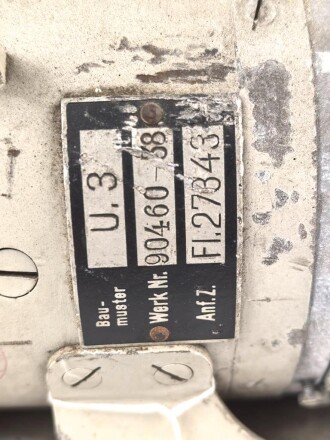 Bau-
muster U.3
Werk Nr. 90460-38
Anf.Z. Fl.27343